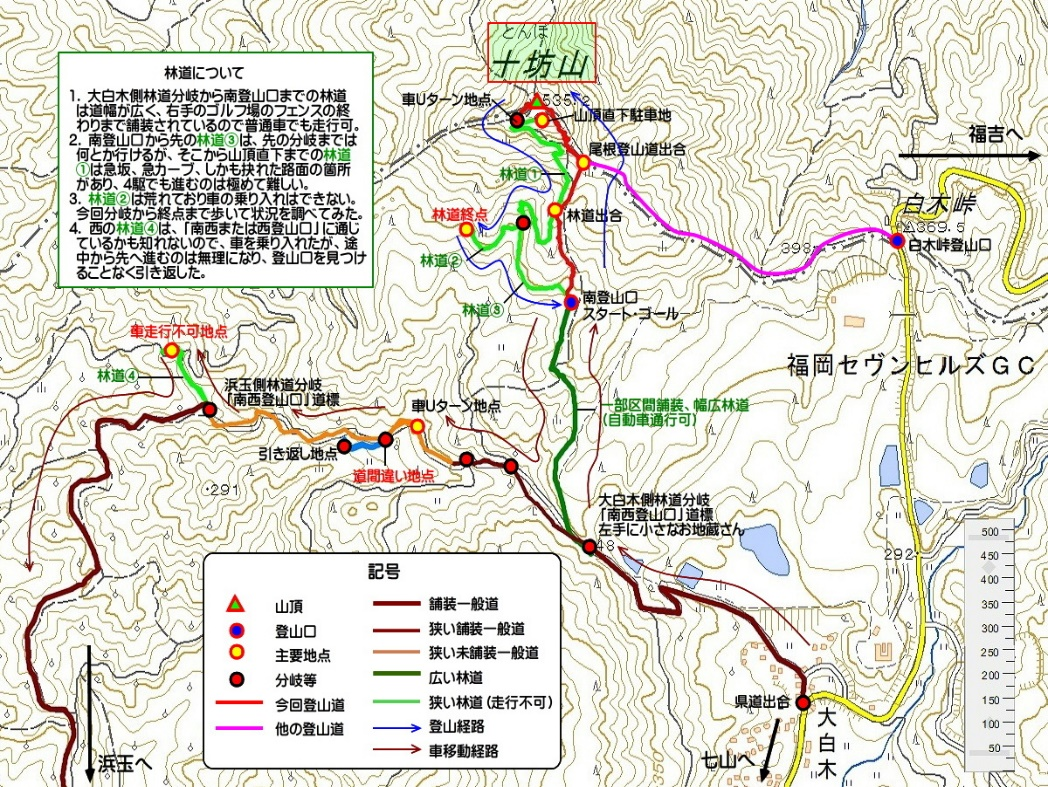 とんぼ
十坊山
林道について
1. 大白木側林道分岐から南登山口までの林道
は道幅が広く、右手のゴルフ場のフェンスの終
わりまで舗装されているので普通車でも走行可。
2. 南登山口から先の林道③は、先の分岐までは
何とか行けるが、そこから山頂直下までの林道
①は急坂、急カーブ、しかも抉れた路面の箇所
があり、4駆でも進むのは極めて難しい。
3. 林道②は荒れており車の乗り入れはできない。
今回分岐から終点まで歩いて状況を調べてみた。
4. 西の林道④は、「南西または西登山口」に通じ
ているかも知れないので、車を乗り入れたが、途
中から先へ進むのは無理になり、登山口を見つけ
ることなく引き返した。
車Uターン地点
535.
山頂直下駐車地
尾根登山道出合
福吉へ
林道①
白木峠
林道終点
林道出合
369.5
白木峠登山口
398
林道②
南登山口
スタート・ゴール
林道③
車走行不可地点
福岡セヴンヒルズGC
林道④
浜玉側林道分岐
「南西登山口」道標
車Uターン地点
一部区間舗装、幅広林道
(自動車通行可)
引き返し地点
道間違い地点
291
大白木側林道分岐
「南西登山口」道標
左手に小さなお地蔵さん
48
292
記号
山頂
舗装一般道
登山口
狭い舗装一般道
主要地点
狭い未舗装一般道
分岐等
広い林道
今回登山道
狭い林道(走行不可)
他の登山道
登山経路
車移動経路
500
450
400
350
300
250
200
150
100
50
県道出合
大白木
七山へ
浜玉へ
350